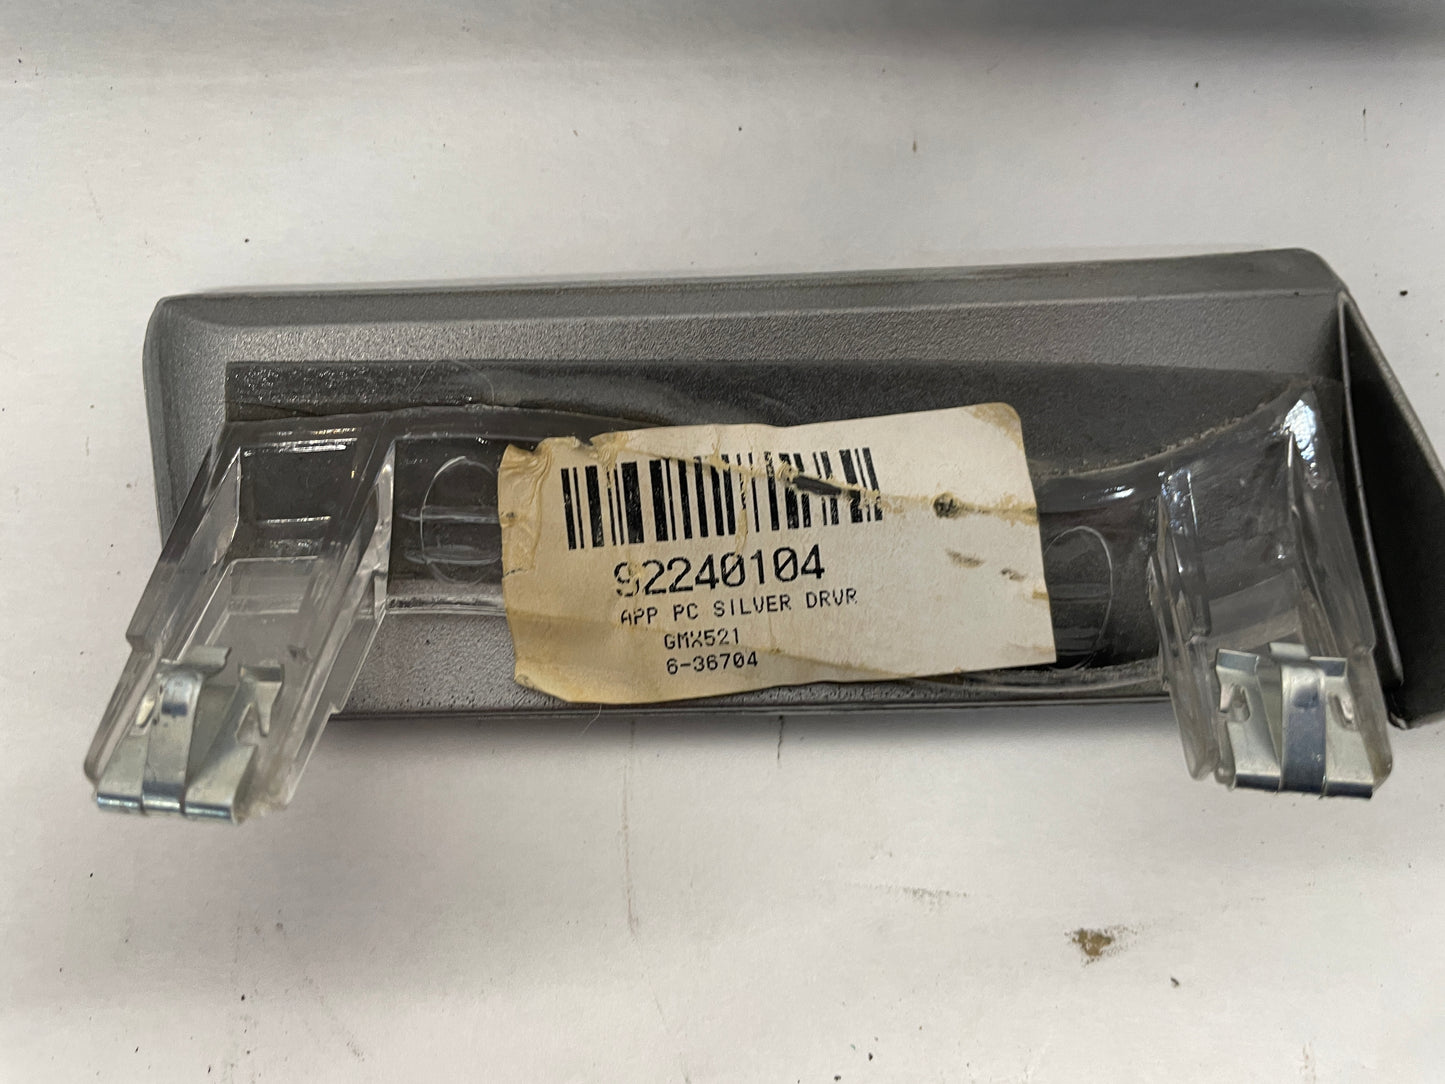 92240104
APP PC SILVER DRVR
GMX521
6-36704